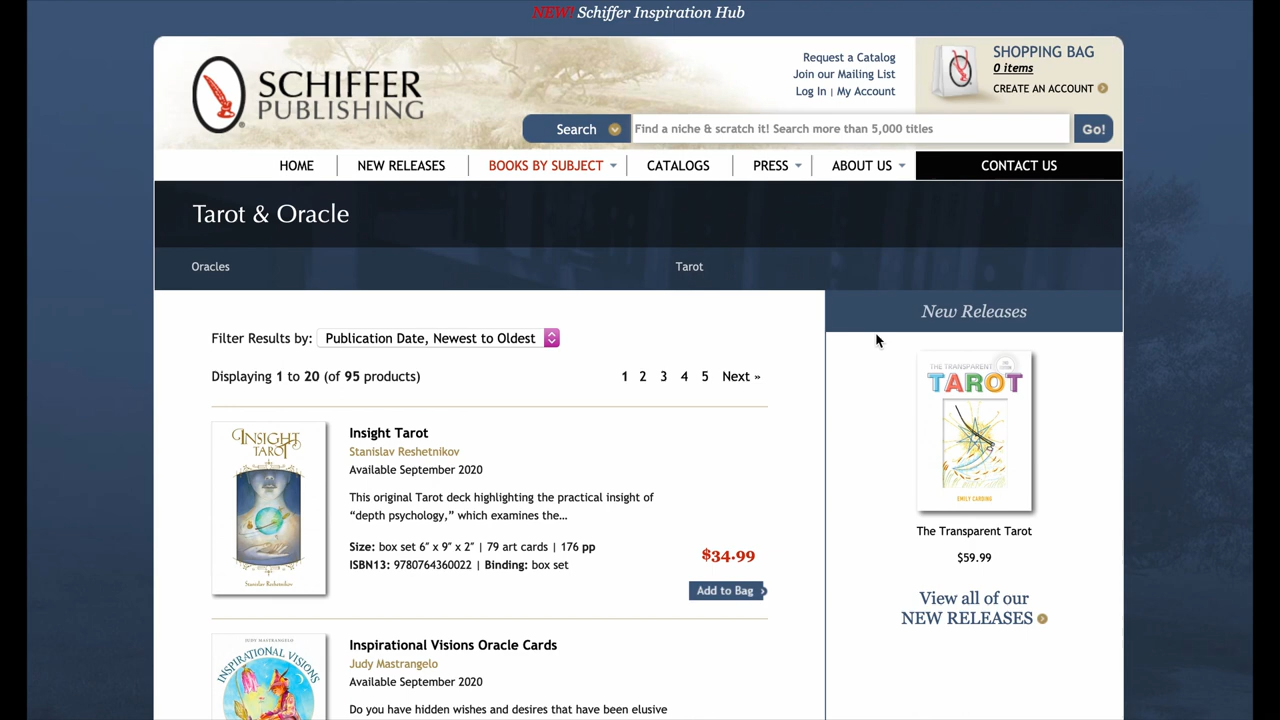 NEW! Schiffer Inspiration Hub
SCHIFFER
PUBLISHING
Request a Catalog
Join our Mailing List
Log In | My Account
SHOPPING BAG
0 items
CREATE AN ACCOUNT
Search
Find a niche & scratch it! Search more than 5,000 titles
Go!
HOME
NEW RELEASES
BOOKS BY SUBJECT
CATALOGS
PRESS
ABOUT US
CONTACT US
Tarot & Oracle
Oracles
Tarot
Filter Results by: Publication Date, Newest to Oldest
Displaying 1 to 20 (of 95 products)
1 2 3 4 5 Next »
INSIGHT
TAROT
Stanislav Reshetnikov
Insight Tarot
Stanislav Reshetnikov
Available September 2020
This original Tarot deck highlighting the practical insight of
“depth psychology,” which examines the...
Size: box set 6″ x 9″ x 2″ | 79 art cards | 176 pp
ISBN13: 9780764360022 | Binding: box set
$34.99
Add to Bag
JUDY MASTRANGELO
INSPIRATIONAL VISIONS
Inspirational Visions Oracle Cards
Judy Mastrangelo
Available September 2020
Do you have hidden wishes and desires that have been elusive
New Releases
THE TRANSPARENT
TAROT
EMILY CARDING
The Transparent Tarot
$59.99
View all of our
NEW RELEASES